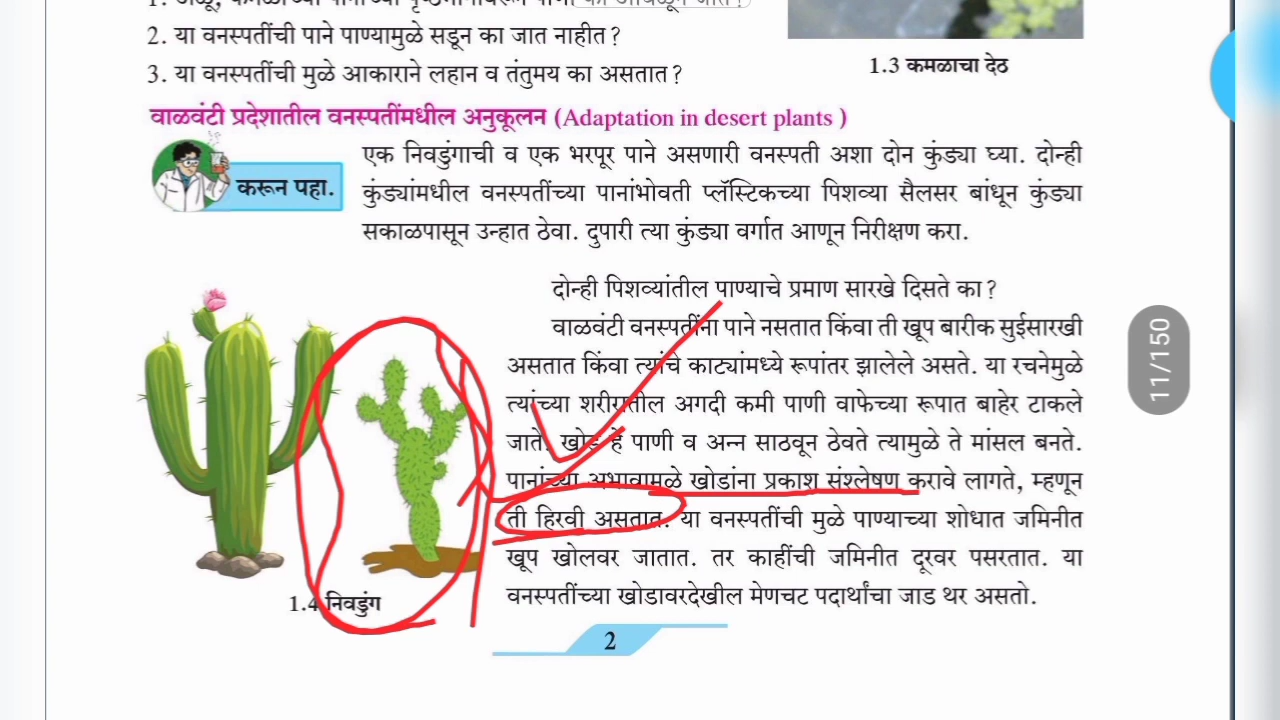 2. या वनस्पतींची पाने पाण्यामुळे सडून का जात नाहीत ?
3. या वनस्पतींची मुळे आकाराने लहान व तंतुमय का असतात ?
1.3 कमळाचा देठ
वाळवंटी प्रदेशातील वनस्पतींमधील अनुकूलन (Adaptation in desert plants )
करून पहा.
एक निवडुंगाची व एक भरपूर पाने असणारी वनस्पती अशा दोन कुंड्या घ्या. दोन्ही
कुंड्यांमधील वनस्पतींच्या पानांभोवती प्लॅस्टिकच्या पिशव्या सैलसर बांधून कुंड्या
सकाळपासून उन्हात ठेवा. दुपारी त्या कुंड्या वर्गात आणून निरीक्षण करा.
दोन्ही पिशव्यांतील पाण्याचे प्रमाण सारखे दिसते का ?
वाळवंटी वनस्पतींना पाने नसतात किंवा ती खूप बारीक सुईसारखी
असतात किंवा त्यांचे काट्यांमध्ये रूपांतर झालेले असते. या रचनेमुळे
त्यांच्या शरीरातील अगदी कमी पाणी वाफेच्या रूपात बाहेर टाकले
जाते. खोड हे पाणी व अन्न साठवून ठेवते त्यामुळे ते मांसल बनते.
पानांच्या अभावामुळे खोडांना प्रकाश संश्लेषण करावे लागते, म्हणून
ती हिरवी असतात. या वनस्पतींची मुळे पाण्याच्या शोधात जमिनीत
खूप खोलवर जातात. तर काहींची जमिनीत दूरवर पसरतात. या
वनस्पतींच्या खोडावरदेखील मेणचट पदार्थांचा जाड थर असतो.
1.4 निवडुंग
2
11/150